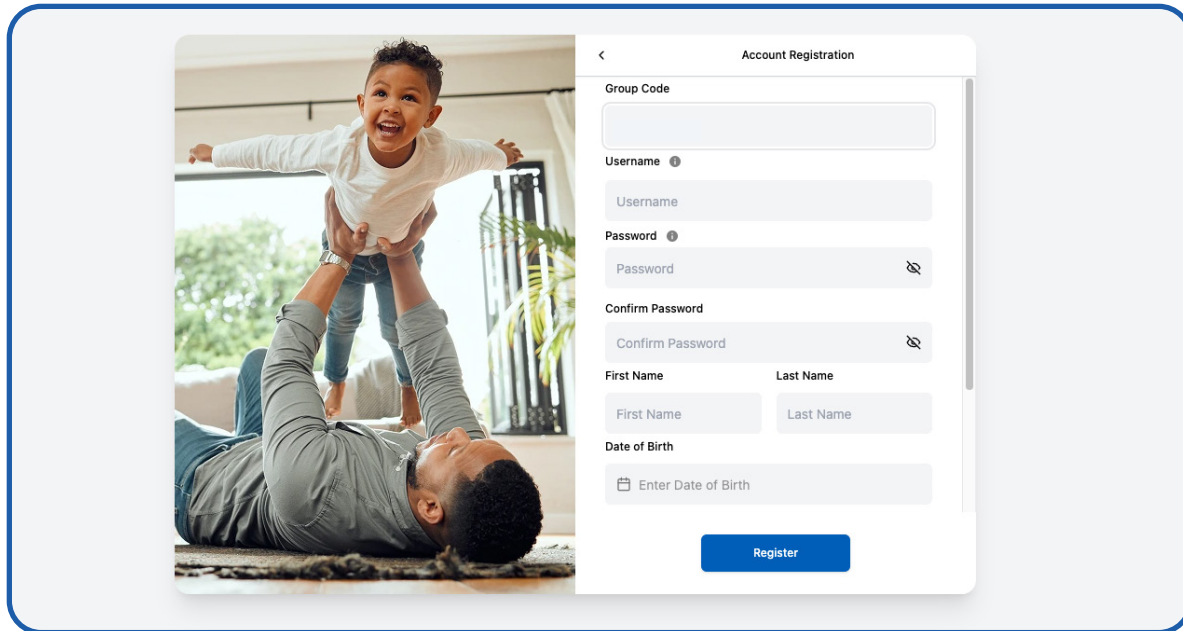 Account Registration
Group Code
Username
Username
Password
Password
Confirm Password
Confirm Password
First Name Last Name
First Name Last Name
Date of Birth
Enter Date of Birth
Register